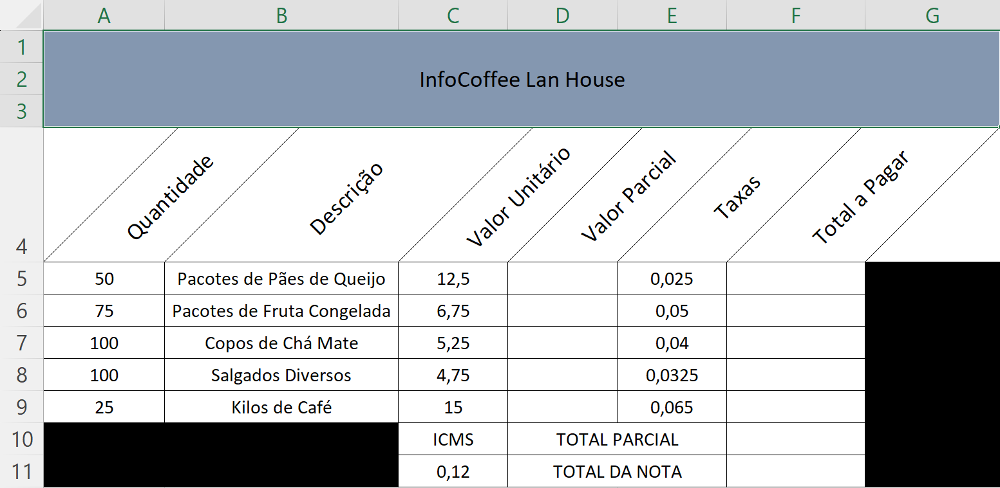 A B C D E F G
1
2 InfoCoffee Lan House
3
4 Quantidade Descrição Valor Unitário Valor Parcial Taxas Total a Pagar
5 50 Pacotes de Pães de Queijo 12,5 0,025
6 75 Pacotes de Fruta Congelada 6,75 0,05
7 100 Copos de Chá Mate 5,25 0,04
8 100 Salgados Diversos 4,75 0,0325
9 25 Kilos de Café 15 0,065
10 ICMS TOTAL PARCIAL
11 0,12 TOTAL DA NOTA